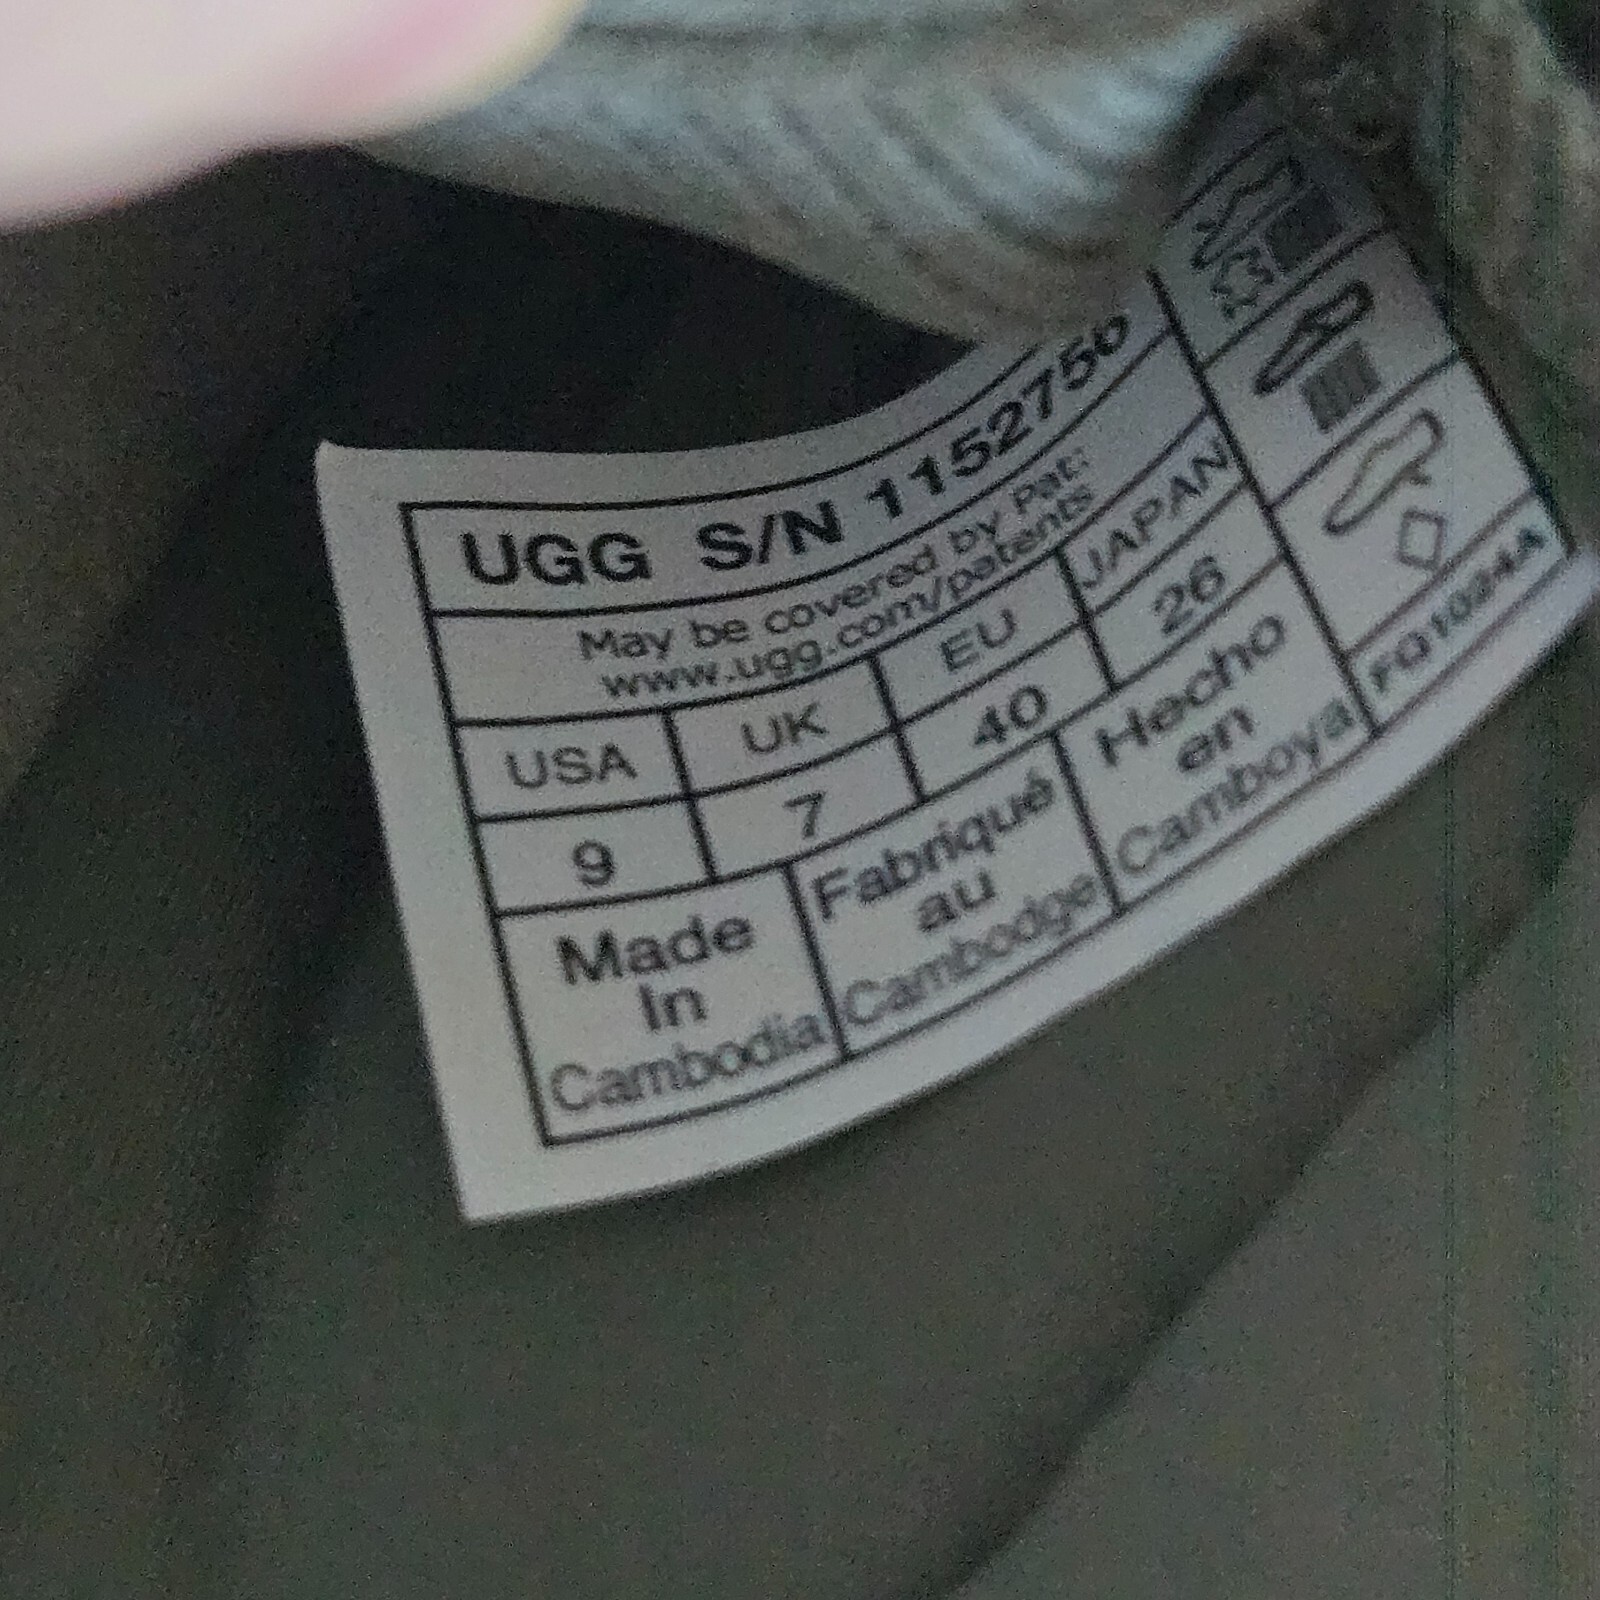 UGG S/N 1152750
May be covered by Pat:
www.ugg.com/patents
USA UK EU JAPAN
9 7 40 26
Made
In
Cambodia
Fabriqué
au
Cambodge
Hecho
en
Camboya